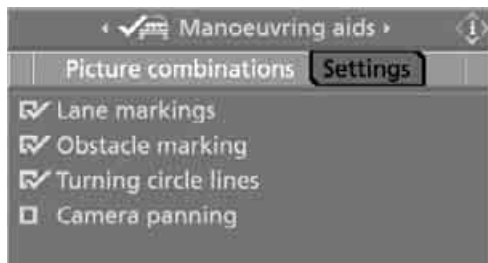 Manoeuvring aids
Picture combinations Settings
Lane markings
Obstacle marking
Turning circle lines
Camera panning